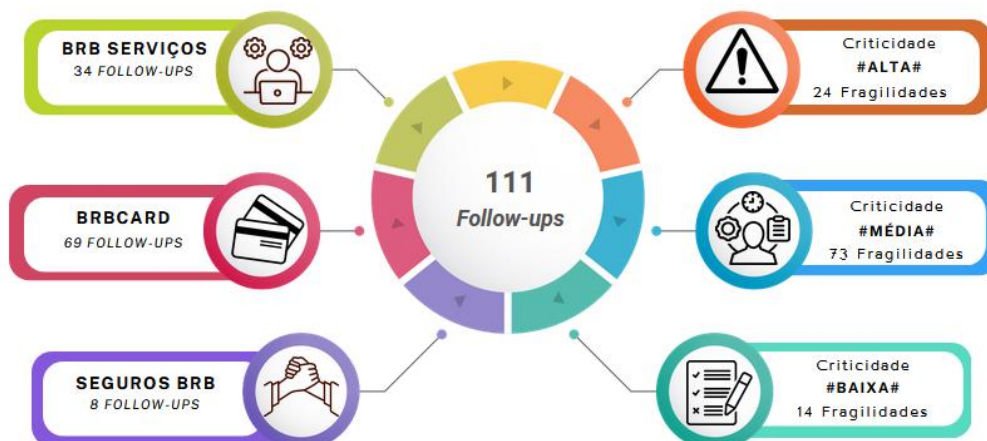 BRB SERVIÇOS
34 FOLLOW-UPS
BRBCARD
69 FOLLOW-UPS
SEGUROS BRB
8 FOLLOW-UPS
111
Follow-ups
Criticidade
#ALTA#
24 Fragilidades
Criticidade
#MÉDIA#
73 Fragilidades
Criticidade
#BAIXA#
14 Fragilidades